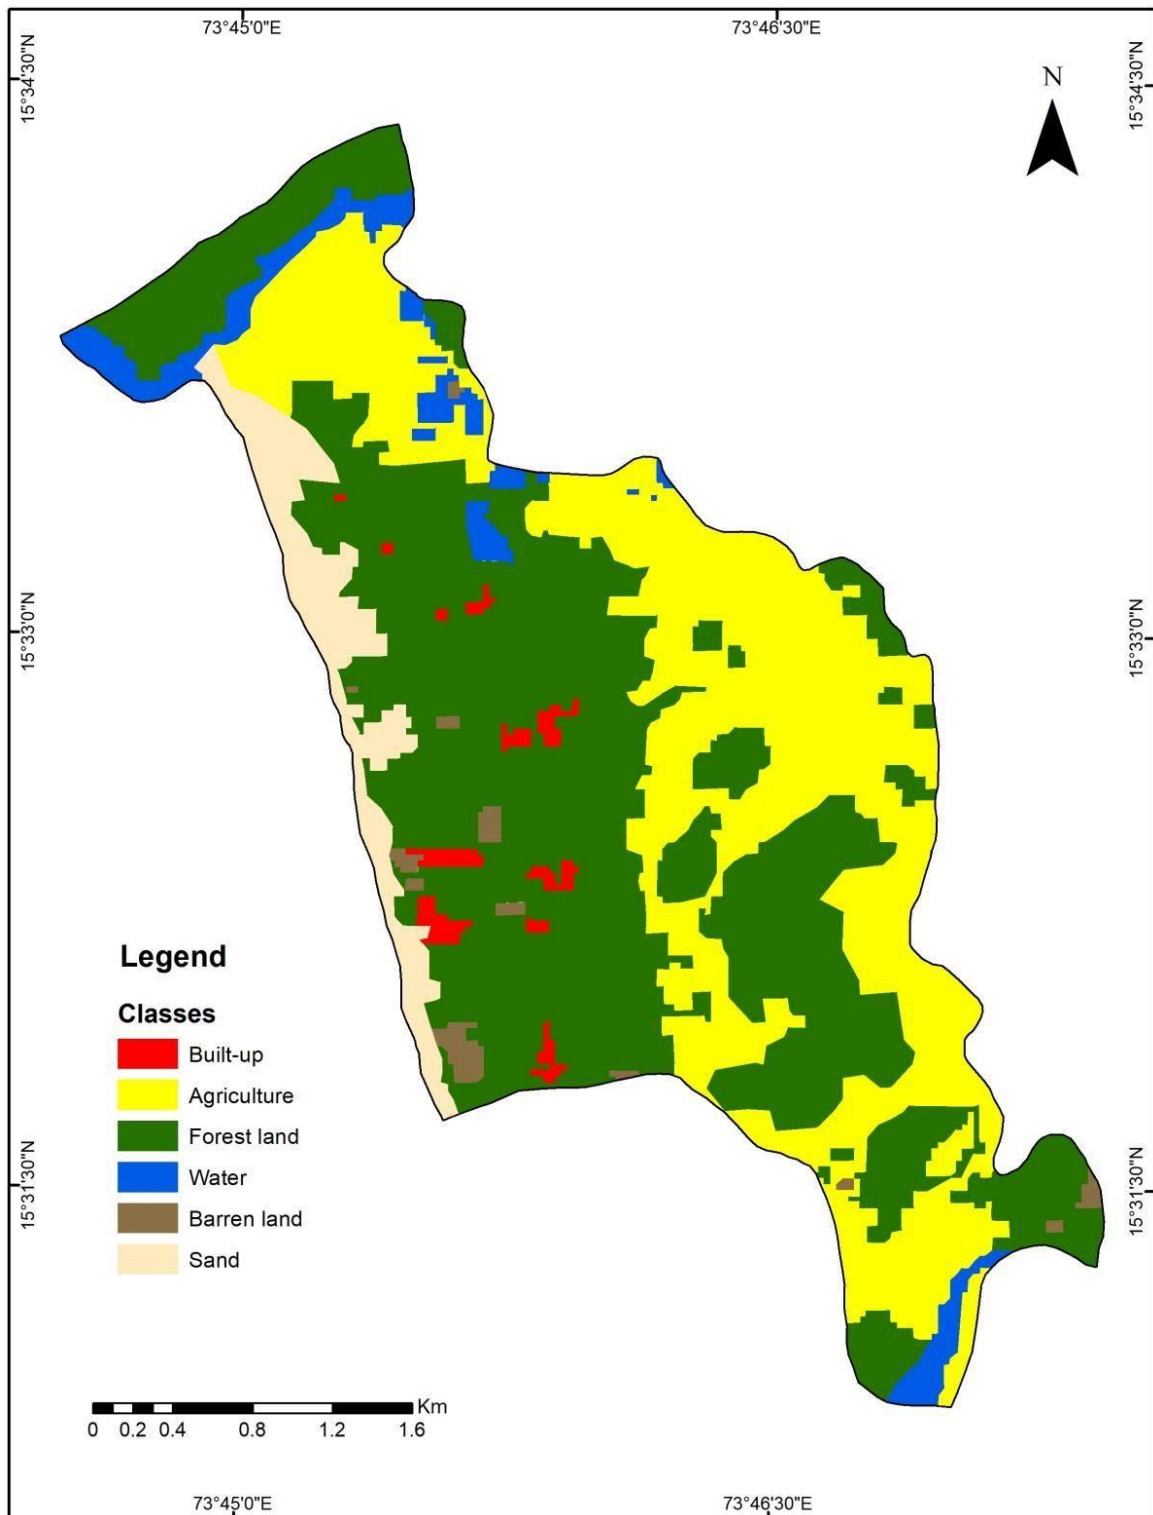 73°45'0"E 73°46'30"E
15°34'30"N 15°34'30"N
N
15°33'0"N 15°33'0"N
Legend
Classes
Built-up
Agriculture
Forest land
Water
Barren land
Sand
15°31'30"N 15°31'30"N
Km
0 0.2 0.4 0.8 1.2 1.6
73°45'0"E 73°46'30"E